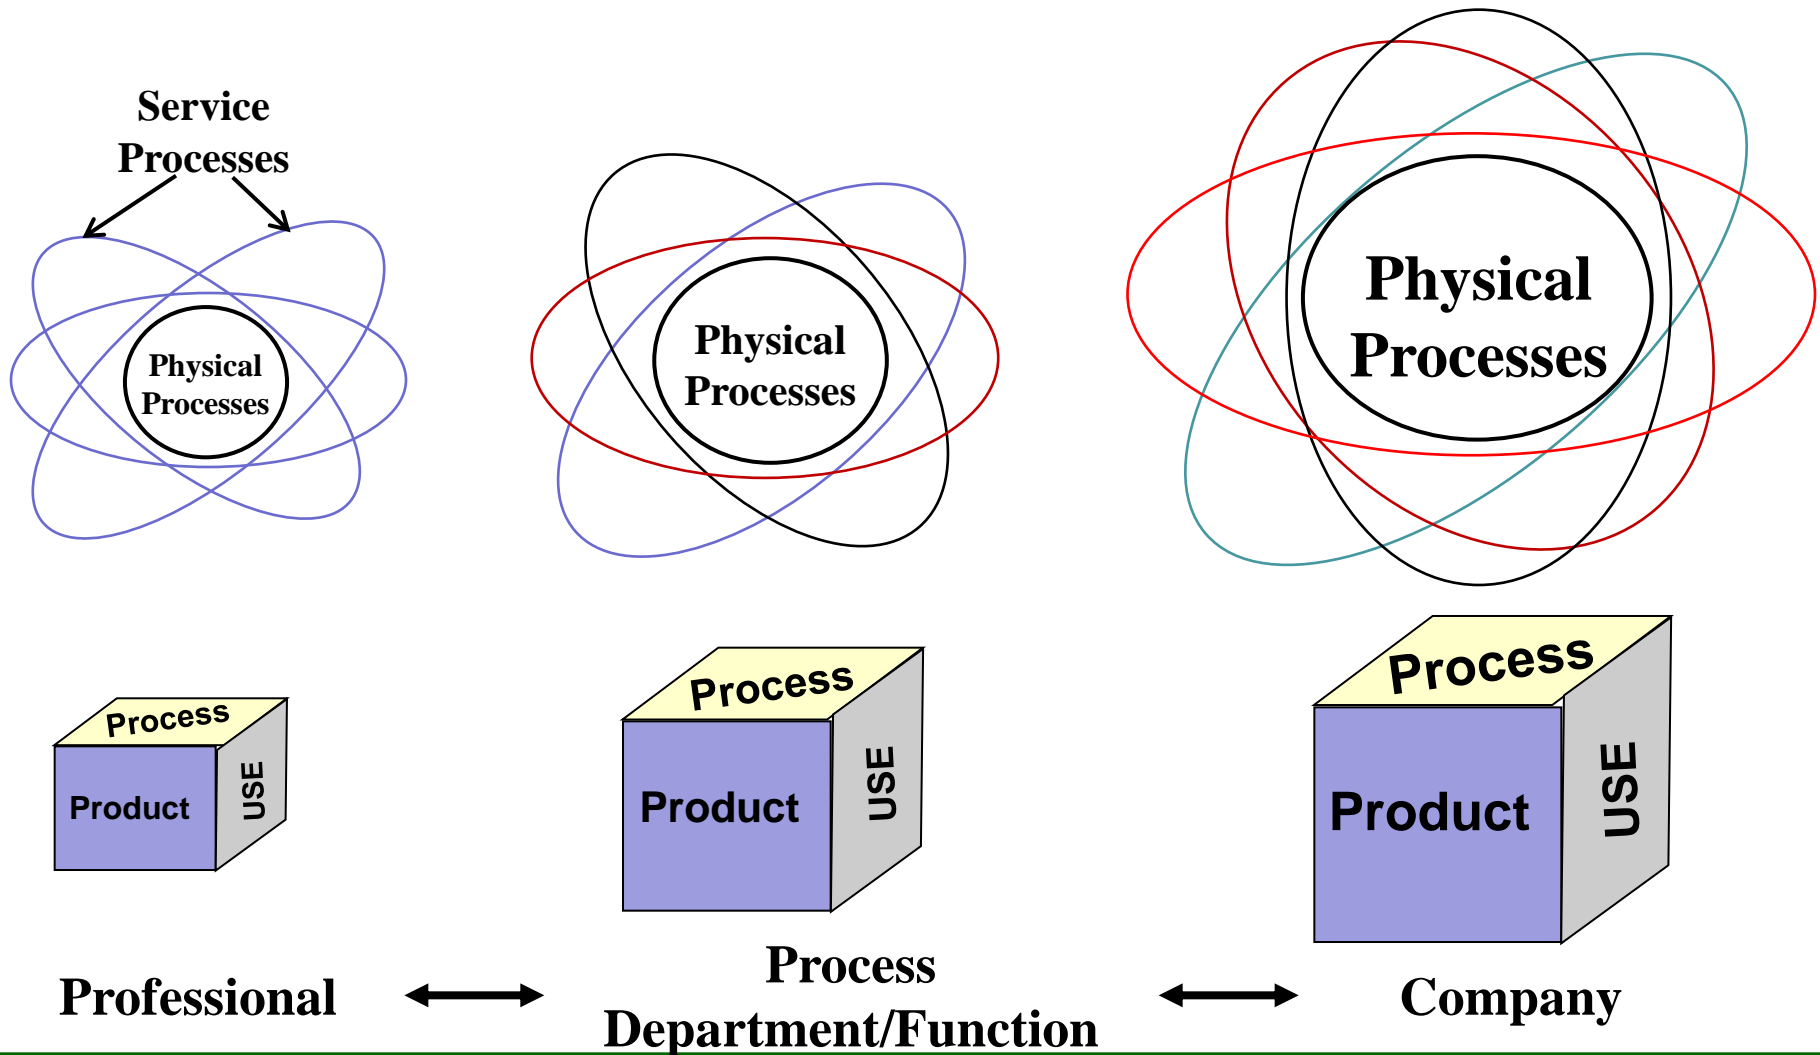 Service
Processes
Physical
Processes
Physical
Processes
Physical
Processes
Process
Product
USE
Process
Product
USE
Process
Product
USE
Professional
Process
Department/Function
Company